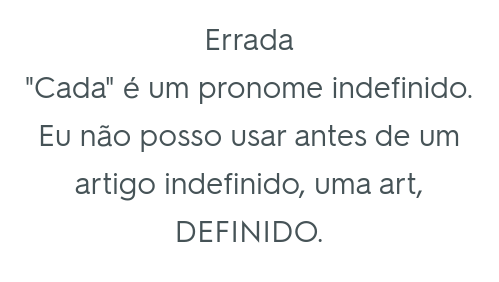 Errada
"Cada" é um pronome indefinido.
Eu não posso usar antes de um
artigo indefinido, uma art,
DEFINIDO.